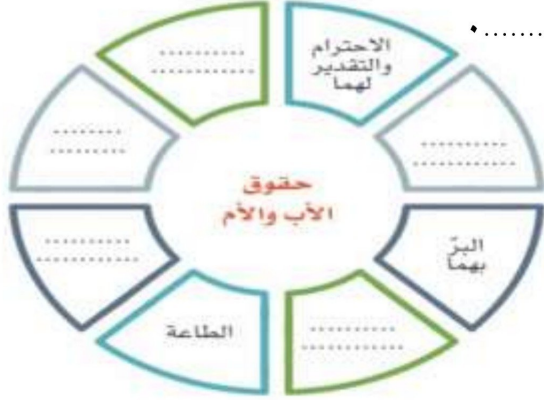 الاحترام
والتقدير
لهما
حقوق
الأب والأم
البرّ
بهما
الطاعة